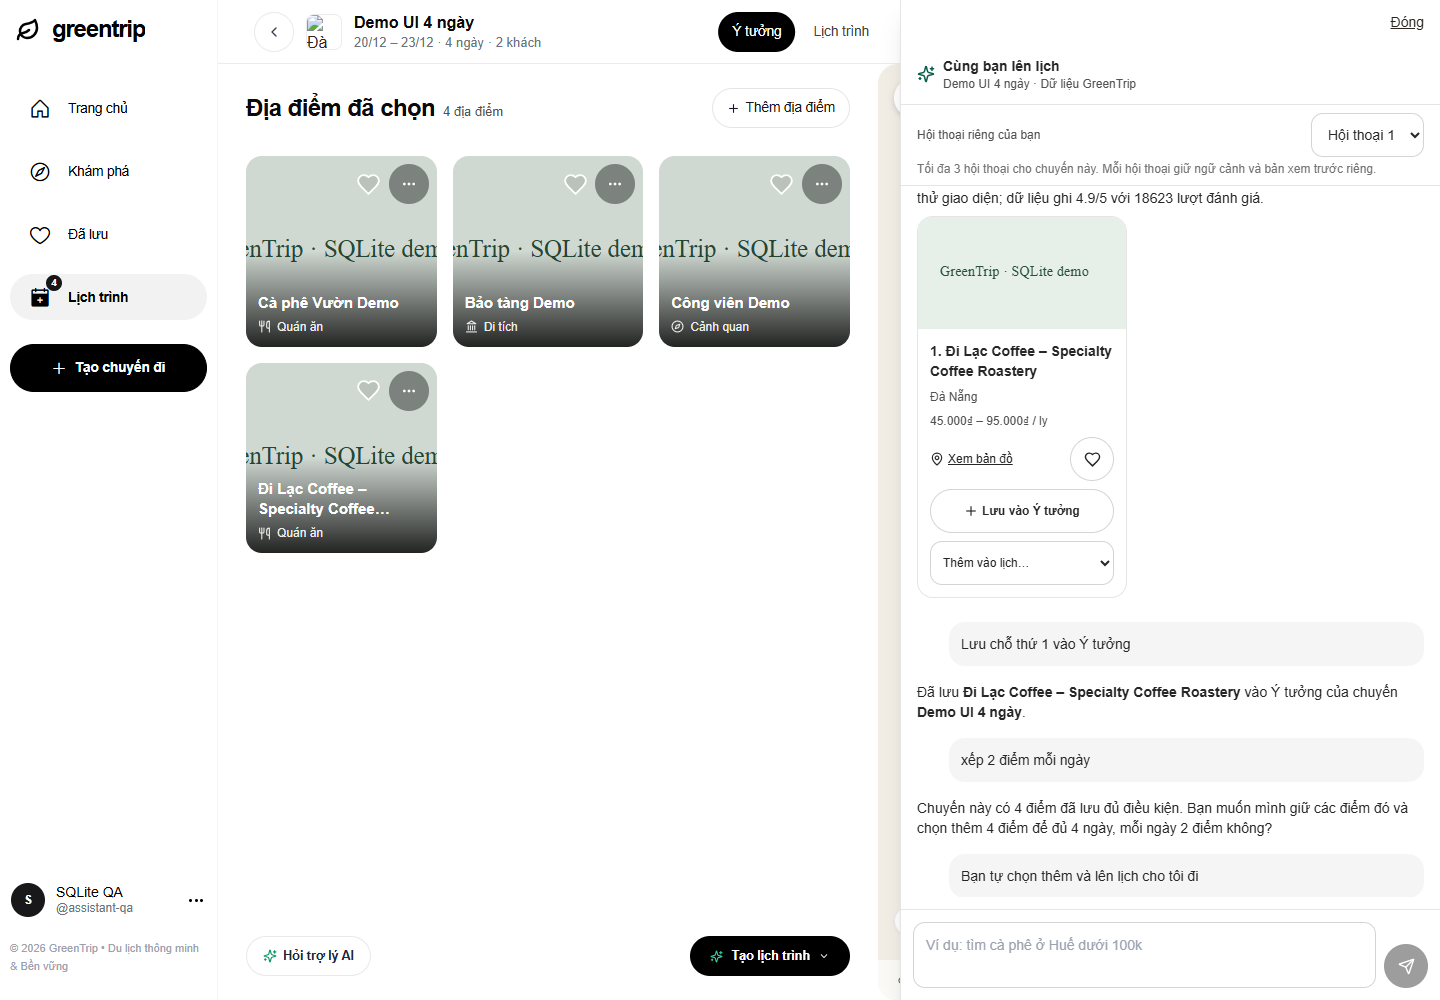 greentrip
Trang chủ
Khám phá
Đã lưu
4
Lịch trình
Tạo chuyến đi
S
SQLite QA
@assistant-qa
© 2026 GreenTrip • Du lịch thông minh
& Bền vững
Đà
Demo UI 4 ngày
20/12 – 23/12 · 4 ngày · 2 khách
Ý tưởng
Lịch trình
Địa điểm đã chọn
4 địa điểm
Thêm địa điểm
enTrip · SQLite dem
Cà phê Vườn Demo
Quán ăn
enTrip · SQLite dem
Bảo tàng Demo
Di tích
enTrip · SQLite dem
Công viên Demo
Cảnh quan
enTrip · SQLite dem
Đi Lạc Coffee –
Specialty Coffee…
Quán ăn
Hỏi trợ lý AI
Tạo lịch trình
Đóng
Cùng bạn lên lịch
Demo UI 4 ngày · Dữ liệu GreenTrip
Hội thoại riêng của bạn
Hội thoại 1
Tối đa 3 hội thoại cho chuyến này. Mỗi hội thoại giữ ngữ cảnh và bản xem trước riêng.
thử giao diện; dữ liệu ghi 4.9/5 với 18623 lượt đánh giá.
GreenTrip · SQLite demo
1. Đi Lạc Coffee – Specialty
Coffee Roastery
Đà Nẵng
45.000₫ – 95.000₫ / ly
Xem bản đồ
Lưu vào Ý tưởng
Thêm vào lịch…
Lưu chỗ thứ 1 vào Ý tưởng
Đã lưu Đi Lạc Coffee – Specialty Coffee Roastery vào Ý tưởng của chuyến
Demo UI 4 ngày.
xếp 2 điểm mỗi ngày
Chuyến này có 4 điểm đã lưu đủ điều kiện. Bạn muốn mình giữ các điểm đó và
chọn thêm 4 điểm để đủ 4 ngày, mỗi ngày 2 điểm không?
Bạn tự chọn thêm và lên lịch cho tôi đi
Ví dụ: tìm cà phê ở Huế dưới 100k